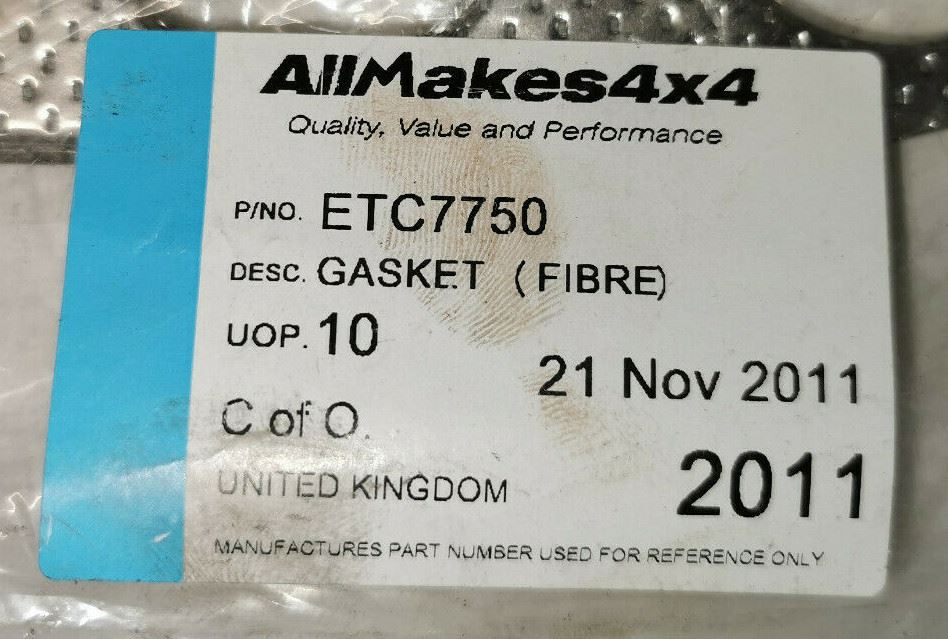 AllMakes4x4
Quality, Value and Performance
P/NO. ETC7750
DESC. GASKET (FIBRE)
UOP. 10
21 Nov 2011
C of O.
UNITED KINGDOM
2011
MANUFACTURES PART NUMBER USED FOR REFERENCE ONLY